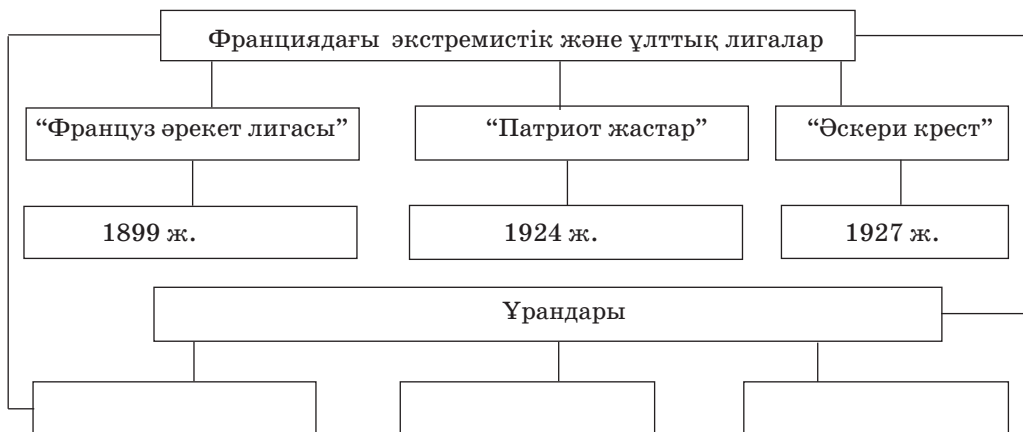 Франциядағы экстремистік және ұлттық лигалар
“Француз әрекет лигасы”
“Патриот жастар”
“Әскери крест”
1899 ж.
1924 ж.
1927 ж.
Ұрандары